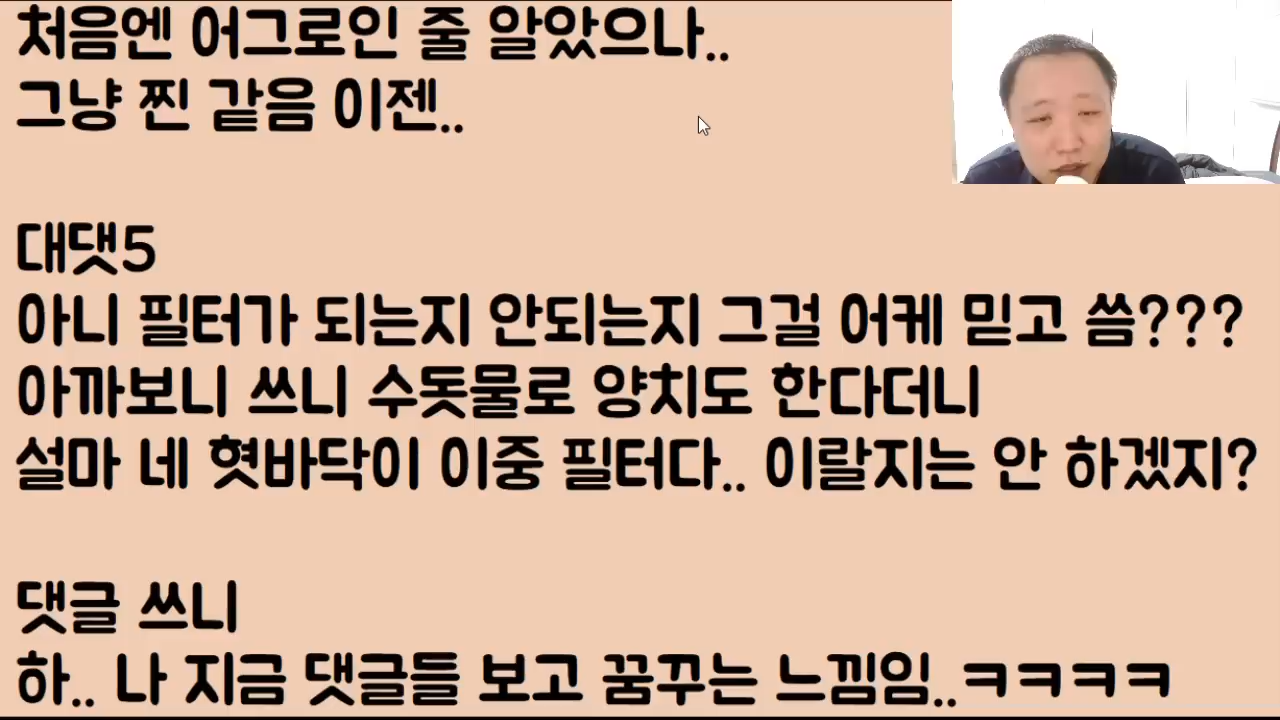 처음엔 어그로인 줄 알았으나..
그냥 찐 같음 이젠..
대댓5
아니 필터가 되는지 안되는지 그걸 어케 믿고 씀???
아까보니 쓰니 수돗물로 양치도 한다더니
설마 네 혓바닥이 이중 필터다.. 이랄지는 안 하겠지?
댓글 쓰니
하.. 나 지금 댓글들 보고 꿈꾸는 느낌임..ㅋㅋㅋㅋ